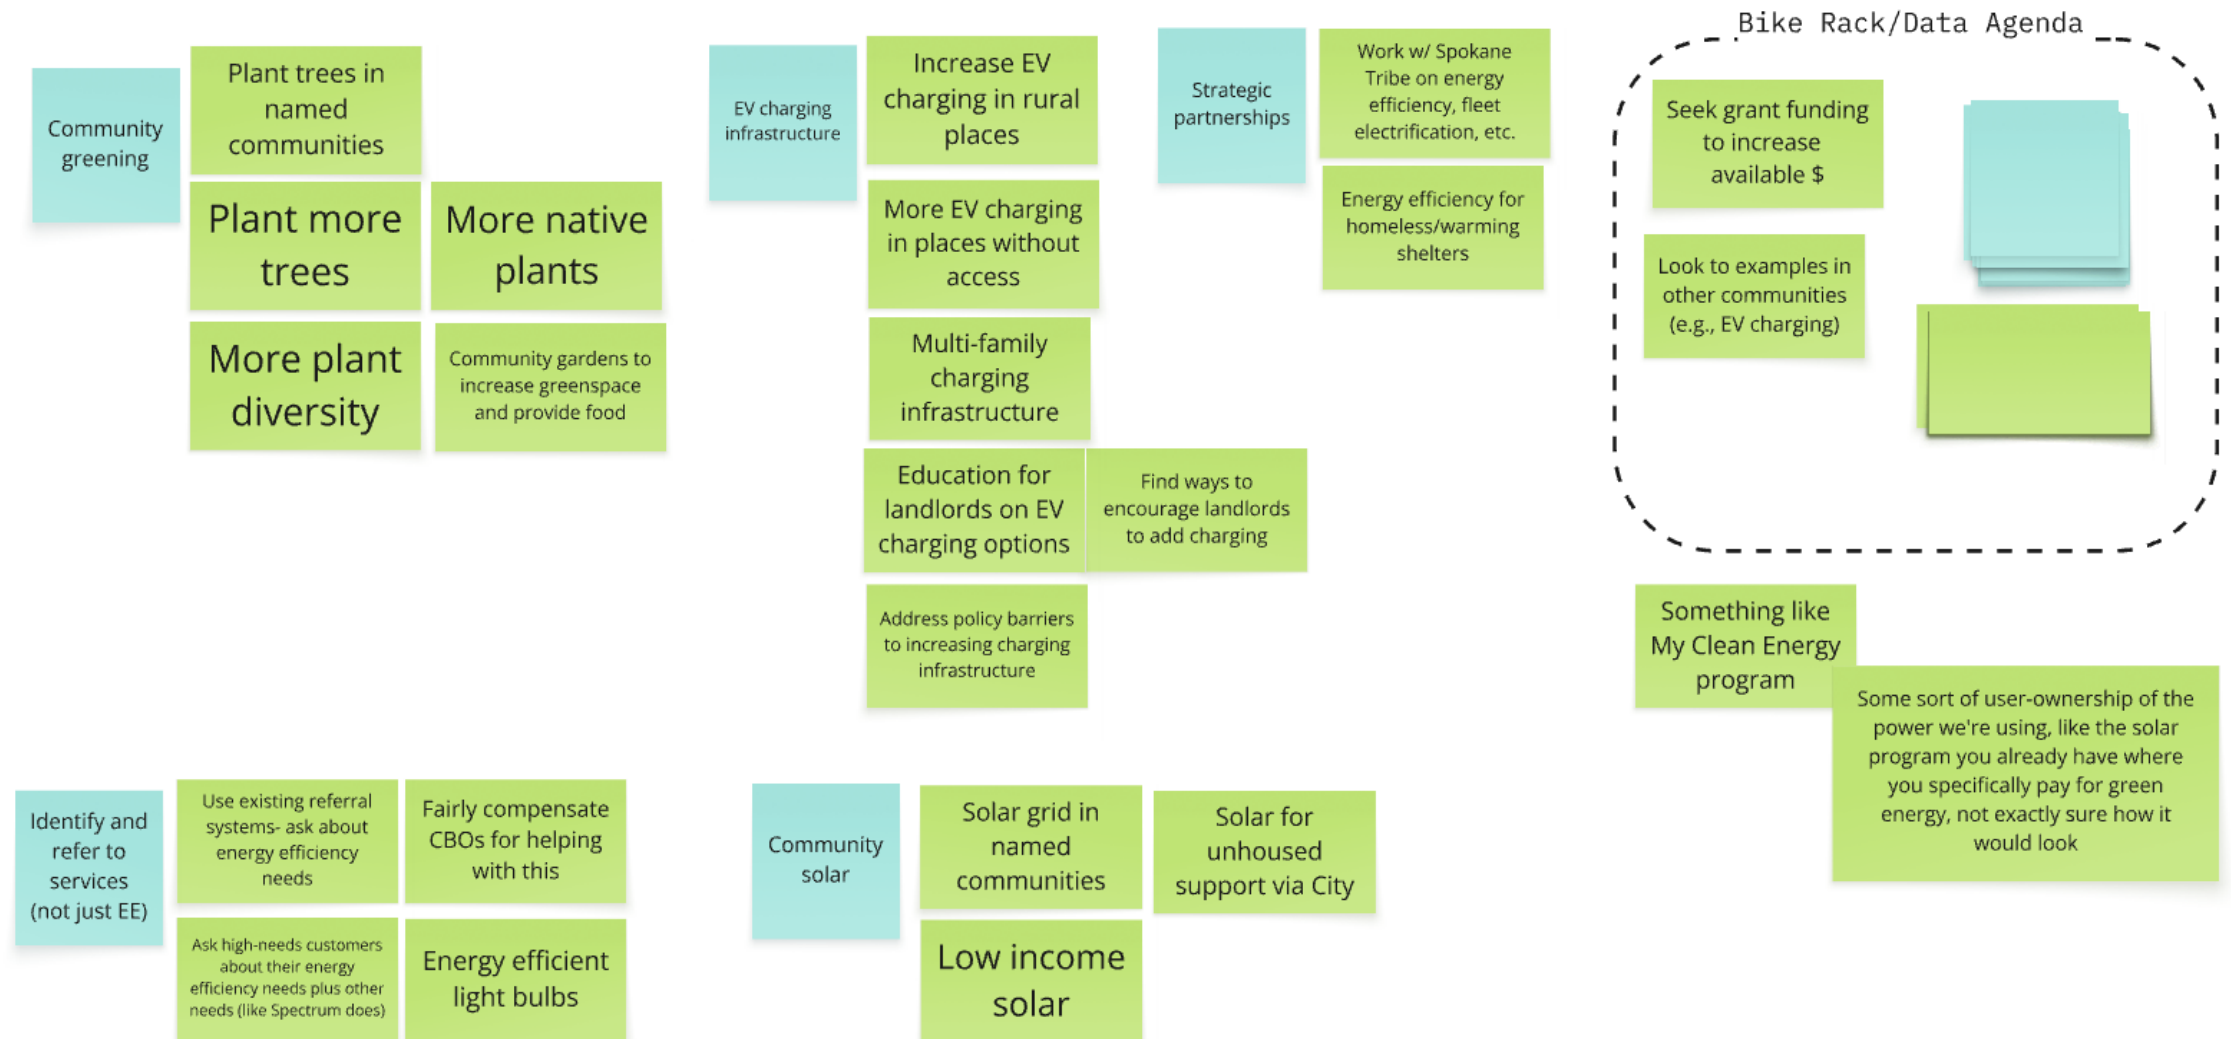 Bike Rack/Data Agenda
Community
greening
Plant trees in
named
communities
Plant more
trees
More native
plants
More plant
diversity
Community gardens to
increase greenspace
and provide food
EV charging
infrastructure
Increase EV
charging in rural
places
More EV charging
in places without
access
Multi-family
charging
infrastructure
Education for
landlords on EV
charging options
Find ways to
encourage landlords
to add charging
Address policy barriers
to increasing charging
infrastructure
Strategic
partnerships
Work w/ Spokane
Tribe on energy
efficiency, fleet
electrification, etc.
Energy efficiency for
homeless/warming
shelters
Seek grant funding
to increase
available $
Look to examples in
other communities
(e.g., EV charging)
Something like
My Clean Energy
program
Some sort of user-ownership of the
power we're using, like the solar
program you already have where
you specifically pay for green
energy, not exactly sure how it
would look
Identify and
refer to
services
(not just EE)
Use existing referral
systems- ask about
energy efficiency
needs
Fairly compensate
CBOs for helping
with this
Ask high-needs customers
about their energy
efficiency needs plus other
needs (like Spectrum does)
Energy efficient
light bulbs
Community
solar
Solar grid in
named
communities
Solar for
unhoused
support via City
Low income
solar